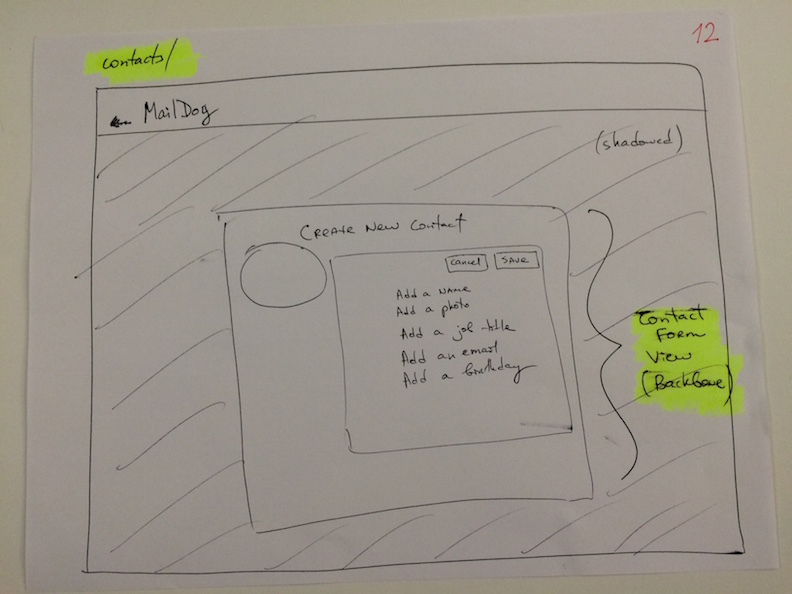 12
contacts/
← MailDog
(shadowed)
Create New Contact
Cancel
SAVE
Add a NAME
Add a photo
Add a job-title
Add an email
Add a birthday
Contact
Form
View
(Backbone)